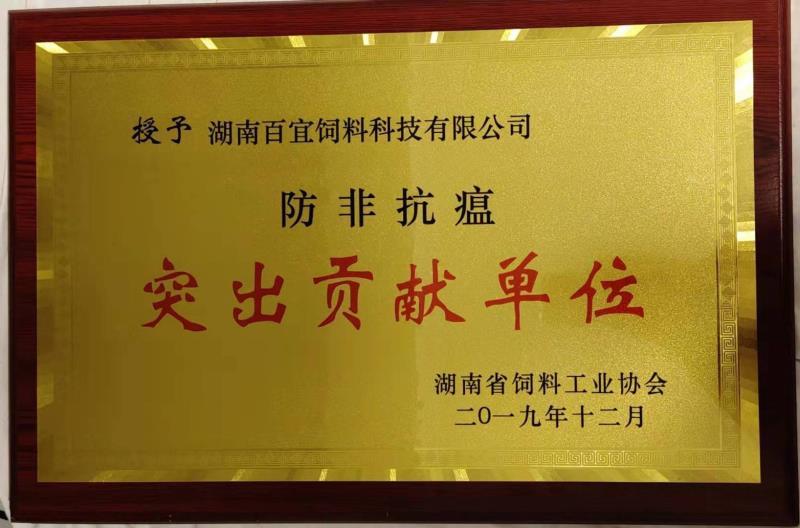 授予 湖南百宜饲料科技有限公司
防非抗瘟
突出贡献单位
湖南省饲料工业协会
二0一九年十二月